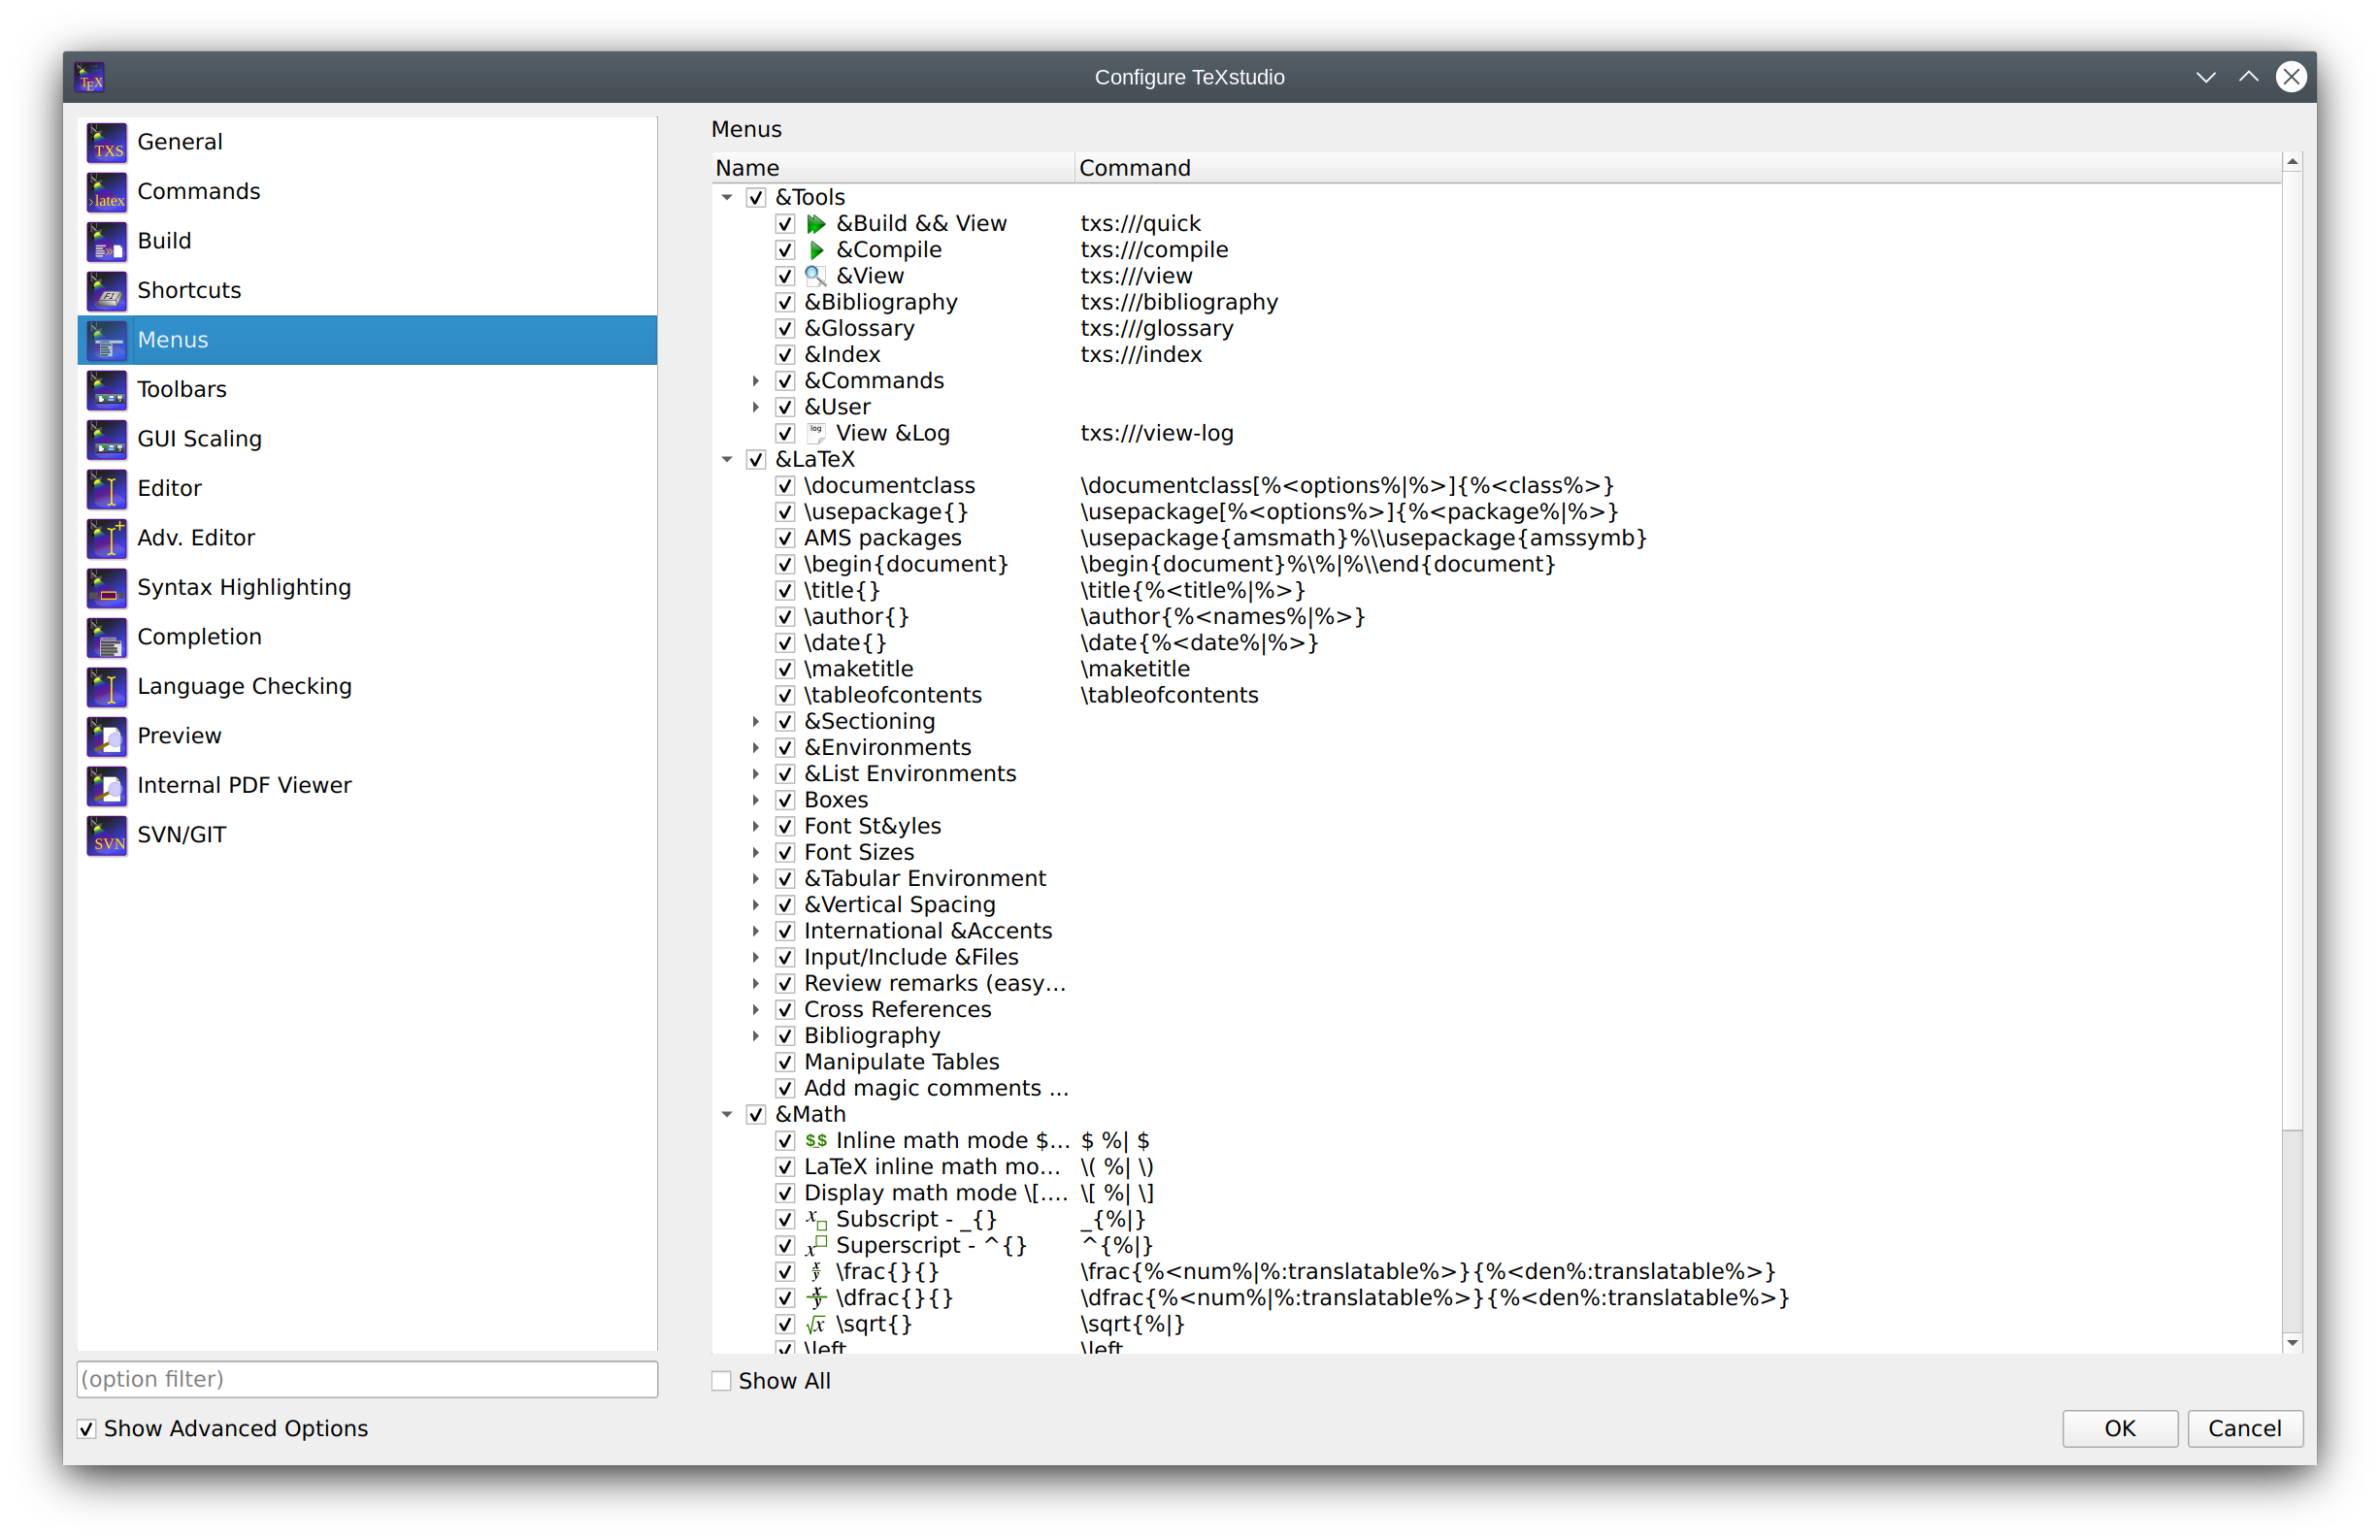 Configure TeXstudio
General
Commands
Build
Shortcuts
Menus
Toolbars
GUI Scaling
Editor
Adv. Editor
Syntax Highlighting
Completion
Language Checking
Preview
Internal PDF Viewer
SVN/GIT
(option filter)
Show Advanced Options
Menus
Name Command
&Tools
&Build && View txs:///quick
&Compile txs:///compile
&View txs:///view
&Bibliography txs:///bibliography
&Glossary txs:///glossary
&Index txs:///index
&Commands
&User
View &Log txs:///view-log
&LaTeX
\documentclass \documentclass[%<options%|%>]{%<class%>}
\usepackage{} \usepackage[%<options%>]{%<package%|%>}
AMS packages \usepackage{amsmath}%\\usepackage{amssymb}
\begin{document} \begin{document}%\%|%\\end{document}
\title{} \title{%<title%|%>}
\author{} \author{%<names%|%>}
\date{} \date{%<date%|%>}
\maketitle \maketitle
\tableofcontents \tableofcontents
&Sectioning
&Environments
&List Environments
Boxes
Font St&yles
Font Sizes
&Tabular Environment
&Vertical Spacing
International &Accents
Input/Include &Files
Review remarks (easy...
Cross References
Bibliography
Manipulate Tables
Add magic comments ...
&Math
$$ Inline math mode $... $ %| $
LaTeX inline math mo... \( %| \)
Display math mode \[.... \[ %| \]
Subscript - _{} _{%|}
Superscript - ^{} ^{%|}
\frac{}{} \frac{%<num%|%:translatable%>}{%<den%:translatable%>}
\dfrac{}{} \dfrac{%<num%|%:translatable%>}{%<den%:translatable%>}
\sqrt{} \sqrt{%|}
\left \left
Show All
OK Cancel